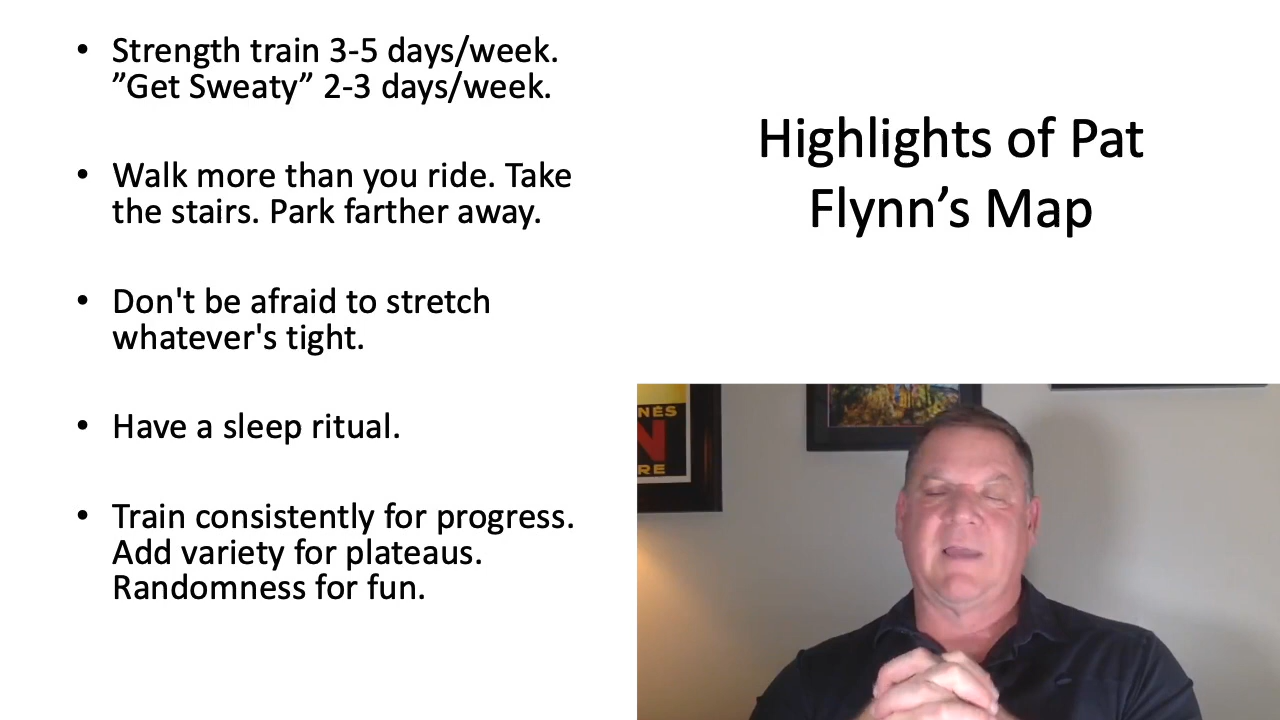 • Strength train 3-5 days/week.
”Get Sweaty” 2-3 days/week.
• Walk more than you ride. Take
the stairs. Park farther away.
• Don't be afraid to stretch
whatever's tight.
• Have a sleep ritual.
• Train consistently for progress.
Add variety for plateaus.
Randomness for fun.
Highlights of Pat
Flynn’s Map
NÈS
N
RE